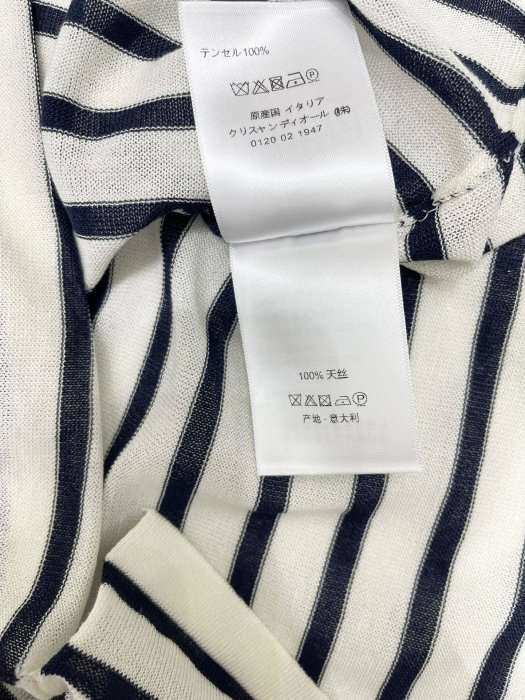 テンセル100%
原産国 イタリア
クリスャンディオール ㈱
0120 02 1947
100% 天丝
产地 · 意大利